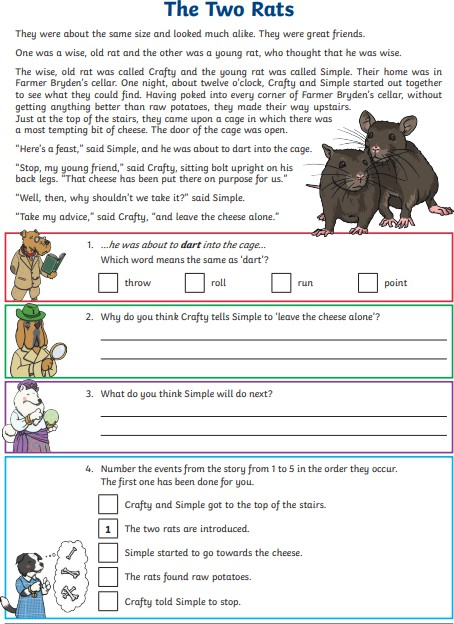 The Two Rats
They were about the same size and looked much alike. They were great friends.
One was a wise, old rat and the other was a young rat, who thought that he was wise.
The wise, old rat was called Crafty and the young rat was called Simple. Their home was in
Farmer Bryden's cellar. One night, about twelve o'clock, Crafty and Simple started out together
to see what they could find. Having poked into every corner of Farmer Bryden's cellar, without
getting anything better than raw potatoes, they made their way upstairs.
Just at the top of the stairs, they came upon a cage in which there was
a most tempting bit of cheese. The door of the cage was open.
“Here's a feast,” said Simple, and he was about to dart into the cage.
“Stop, my young friend,” said Crafty, sitting bolt upright on his
back legs. “That cheese has been put there on purpose for us.”
“Well, then, why shouldn't we take it?” said Simple.
“Take my advice,” said Crafty, “and leave the cheese alone.”
1. ...he was about to dart into the cage...
Which word means the same as ‘dart’?
throw roll run point
2. Why do you think Crafty tells Simple to ‘leave the cheese alone’?
3. What do you think Simple will do next?
4. Number the events from the story from 1 to 5 in the order they occur.
The first one has been done for you.
Crafty and Simple got to the top of the stairs.
1 The two rats are introduced.
Simple started to go towards the cheese.
The rats found raw potatoes.
Crafty told Simple to stop.